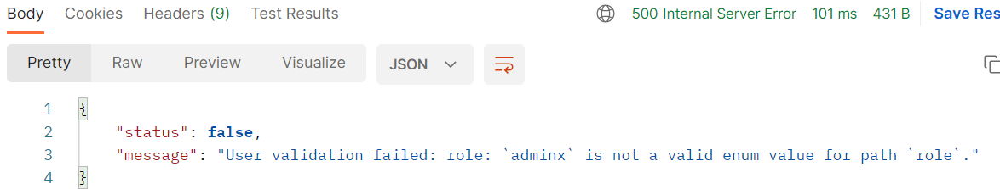 Body Cookies Headers (9) Test Results 500 Internal Server Error 101 ms 431 B Save Res
Pretty Raw Preview Visualize JSON
1 {
2 "status": false,
3 "message": "User validation failed: role: `adminx` is not a valid enum value for path `role`."
4 }